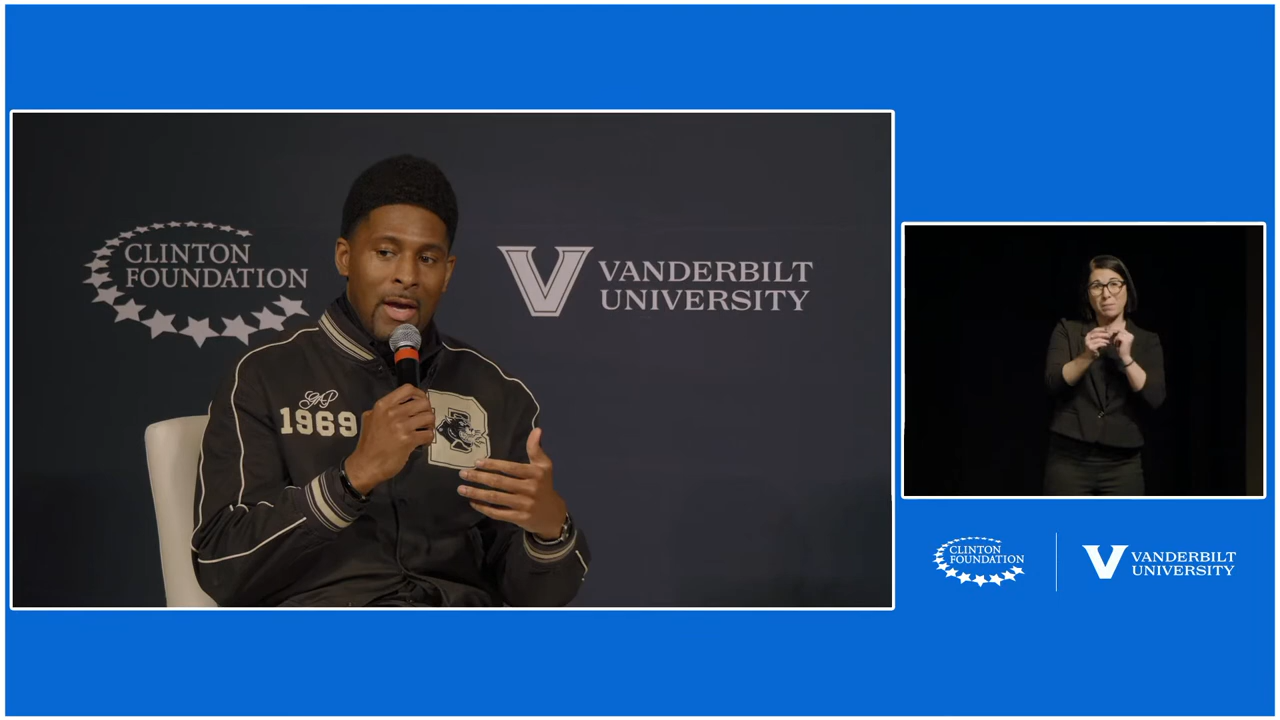 CLINTON
FOUNDATION
VANDERBILT
UNIVERSITY
1969
CLINTON
FOUNDATION
VANDERBILT
UNIVERSITY